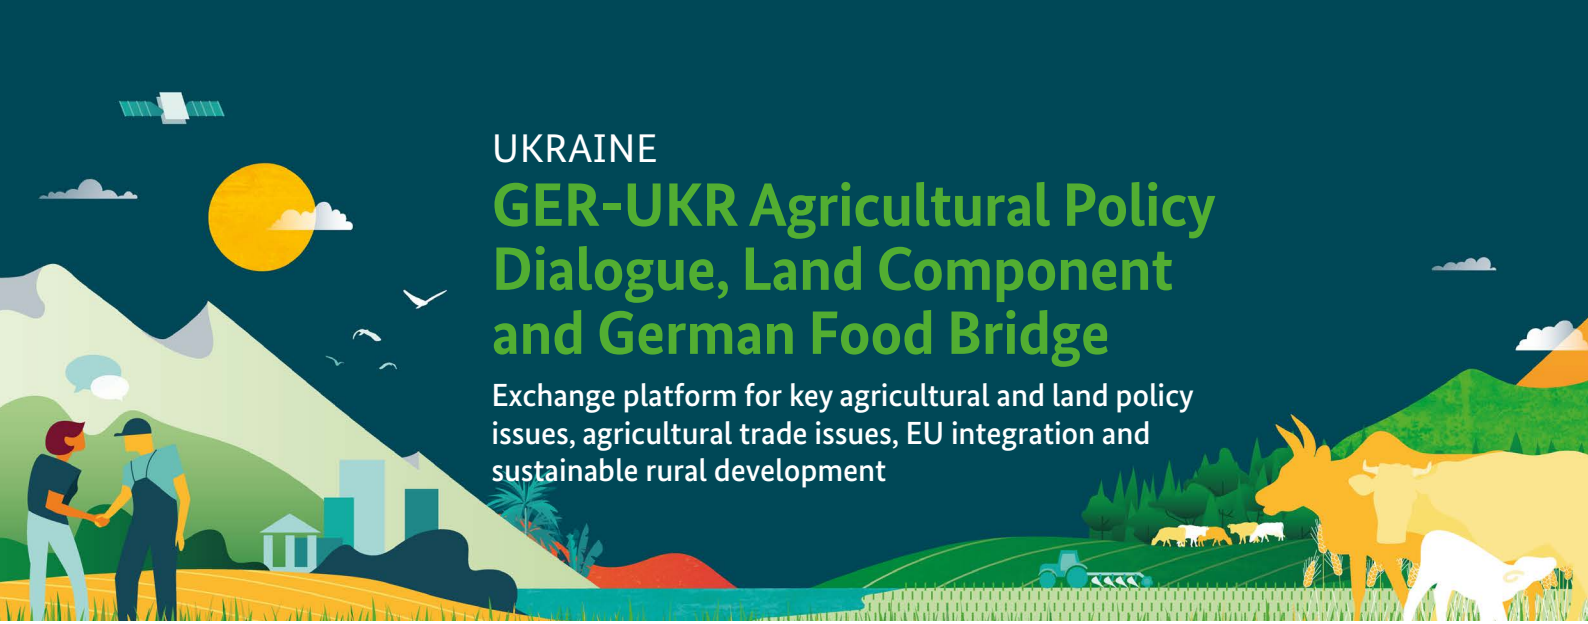 UKRAINE
GER-UKR Agricultural Policy
Dialogue, Land Component
and German Food Bridge
Exchange platform for key agricultural and land policy
issues, agricultural trade issues, EU integration and
sustainable rural development